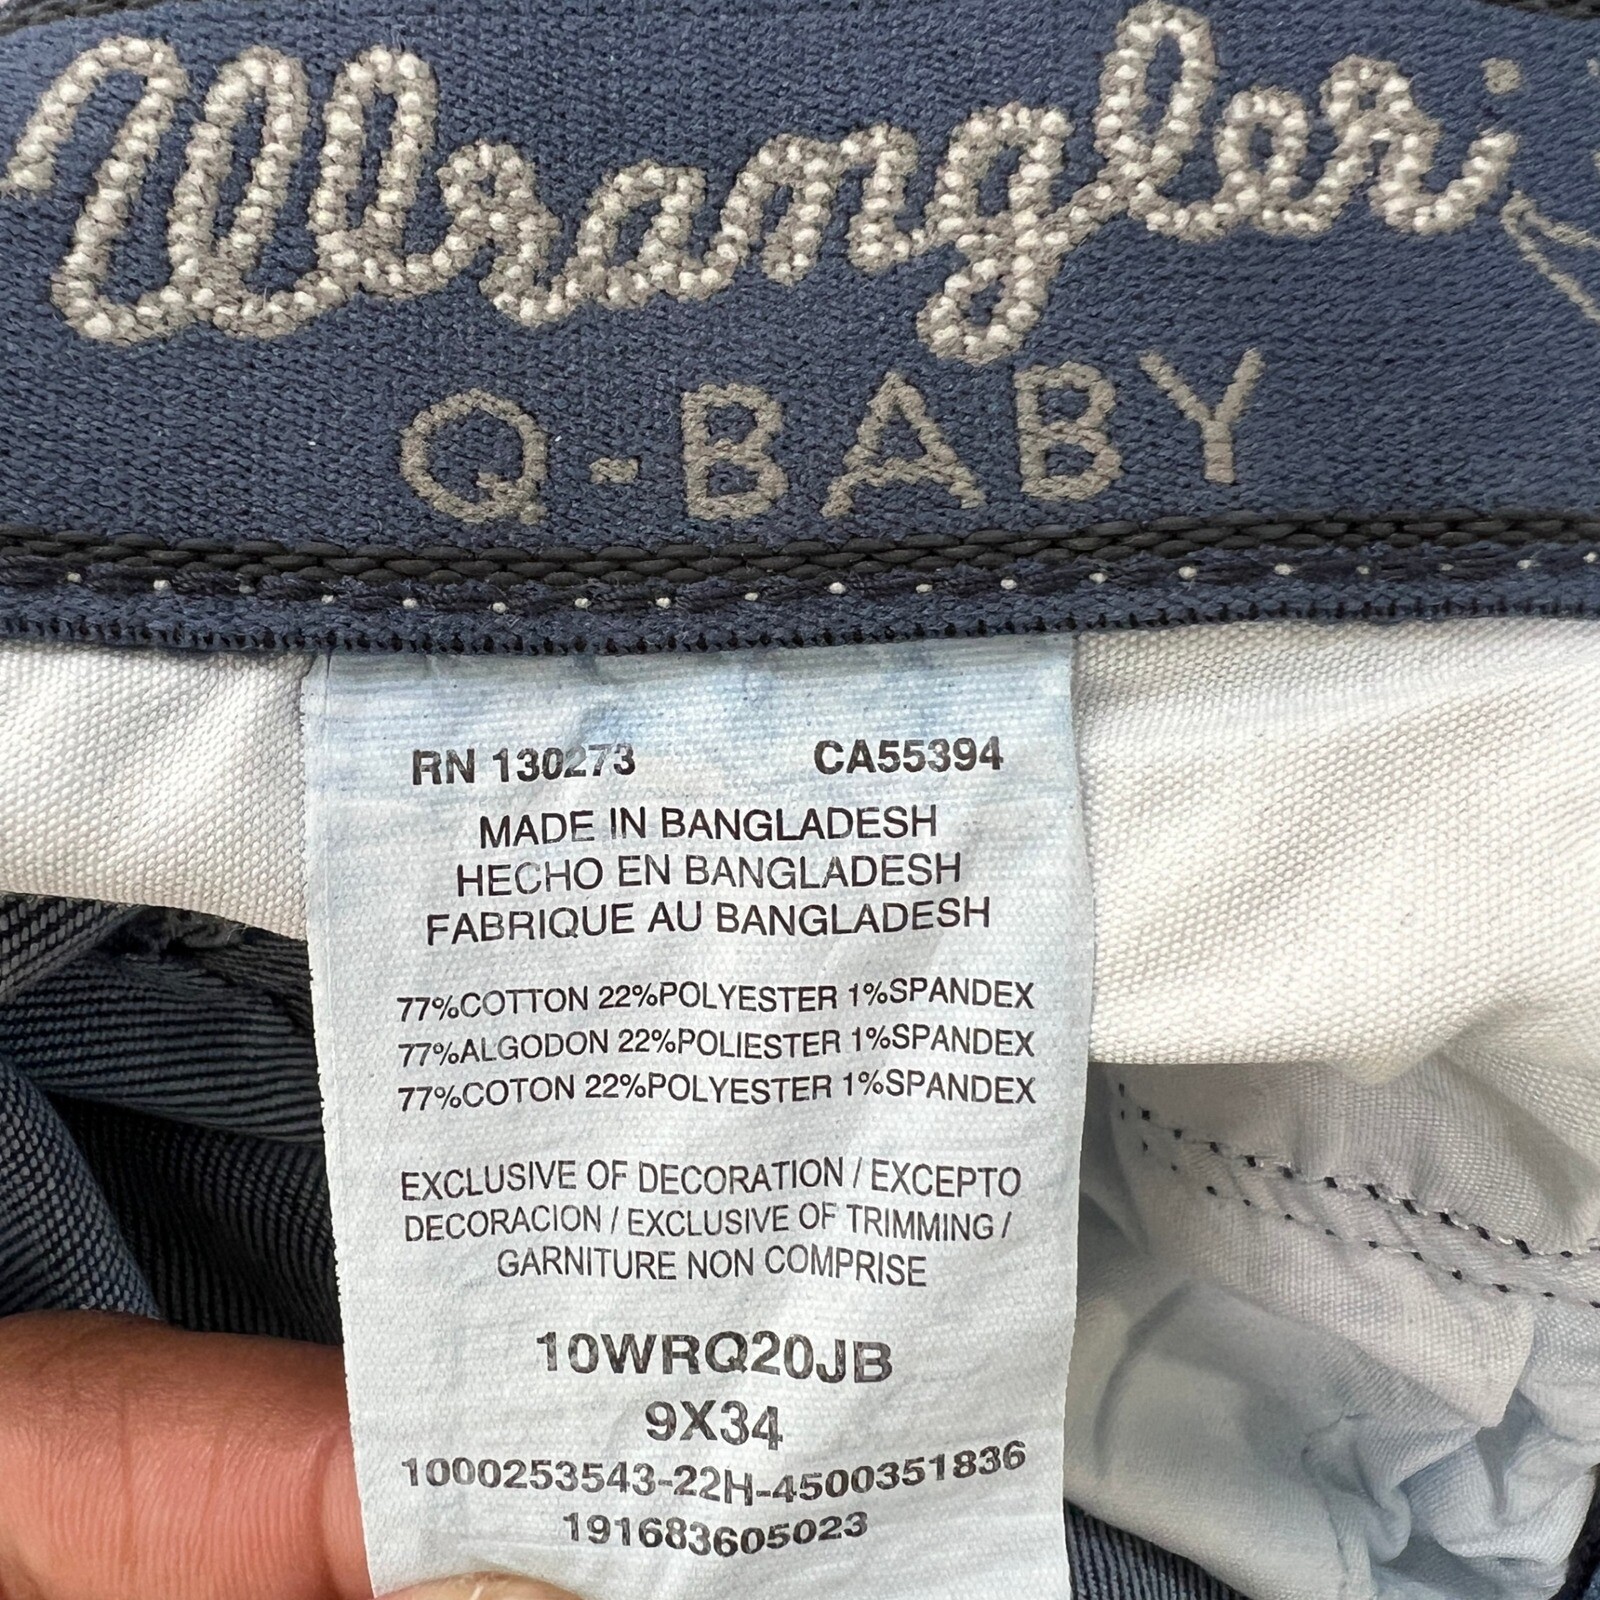 Wrangler
Q-BABY
RN 130273 CA55394
MADE IN BANGLADESH
HECHO EN BANGLADESH
FABRIQUE AU BANGLADESH
77%COTTON 22%POLYESTER 1%SPANDEX
77%ALGODON 22%POLIESTER 1%SPANDEX
77%COTON 22%POLYESTER 1%SPANDEX
EXCLUSIVE OF DECORATION / EXCEPTO
DECORACION / EXCLUSIVE OF TRIMMING /
GARNITURE NON COMPRISE
10WRQ20JB
9X34
1000253543-22H-4500351836
191683605023